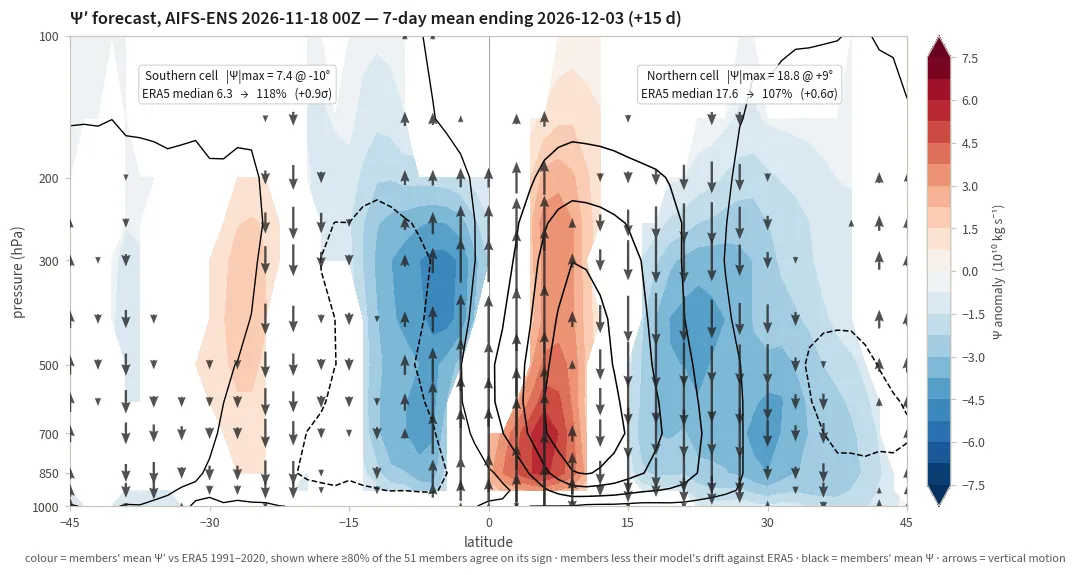 Ψ′ forecast, AIFS-ENS 2026-11-18 00Z — 7-day mean ending 2026-12-03 (+15 d)
Southern cell |Ψ|max = 7.4 @ -10°
ERA5 median 6.3 → 118% (+0.9σ)
Northern cell |Ψ|max = 18.8 @ +9°
ERA5 median 17.6 → 107% (+0.6σ)
pressure (hPa)
100
200
300
400
500
700
850
1000
−45
−30
−15
0
15
30
45
latitude
7.5
6.0
4.5
3.0
1.5
0.0
−1.5
−3.0
−4.5
−6.0
−7.5
Ψ anomaly (10¹⁰ kg s⁻¹)
colour = members' mean Ψ′ vs ERA5 1991–2020, shown where ≥80% of the 51 members agree on its sign · members less their model's drift against ERA5 · black = members' mean Ψ · arrows = vertical motion